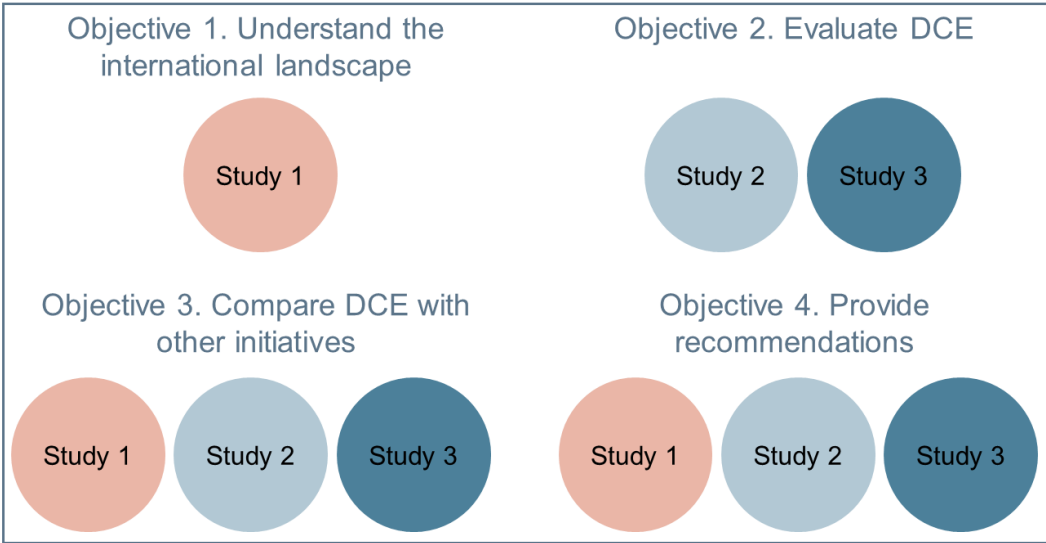 Objective 1. Understand the
international landscape
Study 1
Objective 2. Evaluate DCE
Study 2
Study 3
Objective 3. Compare DCE with
other initiatives
Study 1
Study 2
Study 3
Objective 4. Provide
recommendations
Study 1
Study 2
Study 3